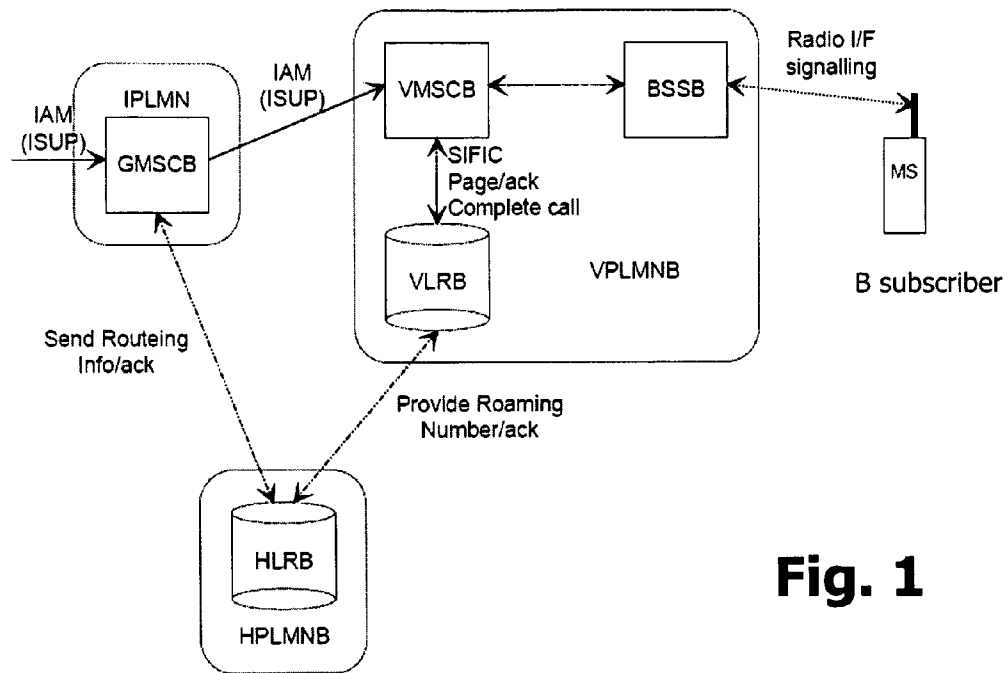 IAM
(ISUP)
IPLMN
GMSCB
IAM
(ISUP)
VMSCB
BSSB
Radio I/F
signalling
MS
B subscriber
SIFIC
Page/ack
Complete call
VLRB
VPLMNB
Send Routeing
Info/ack
Provide Roaming
Number/ack
HLRB
HPLMNB
Fig. 1